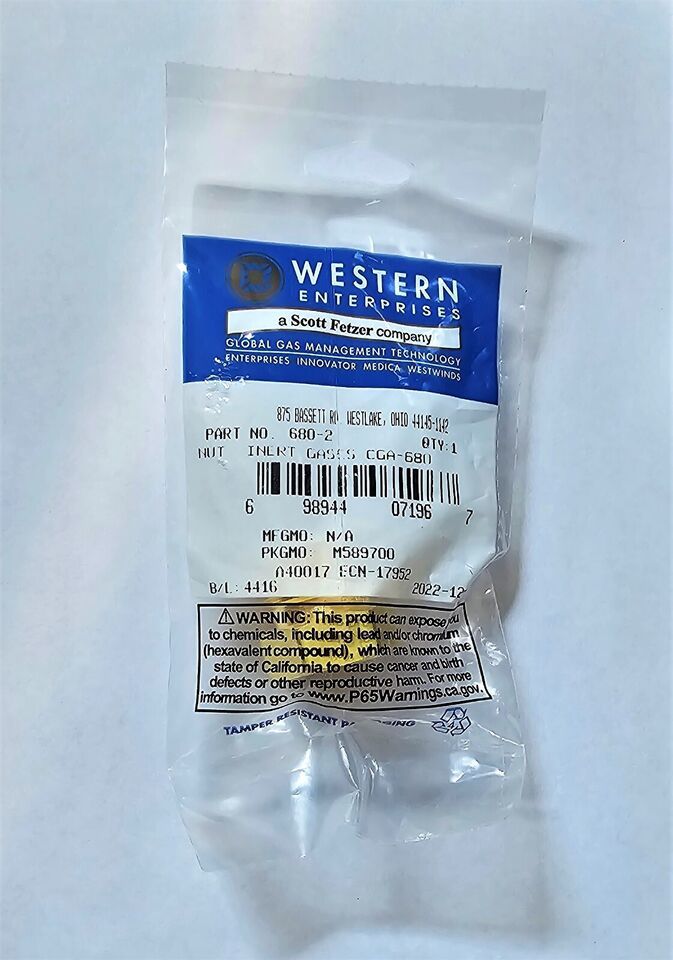 WESTERN
ENTERPRISES
a Scott Fetzer company
GLOBAL GAS MANAGEMENT TECHNOLOGY
ENTERPRISES INNOVATOR MEDICA WESTWINDS
875 BASSETT RD WESTLAKE, OHIO 44145-1142
PART NO. 680-2 QTY:1
NUT INERT GASES CGA-680
6 98944 07196 7
MFGMO: N/A
PKGMO: M589700
A40017 ECN-17952
B/L: 4416 2022-12
⚠WARNING: This product can expose you
to chemicals, including lead and/or chromium
(hexavalent compound), which are known to the
state of California to cause cancer and birth
defects or other reproductive harm. For more
information go to www.P65Warnings.ca.gov.
TAMPER RESISTANT PACKAGING
4